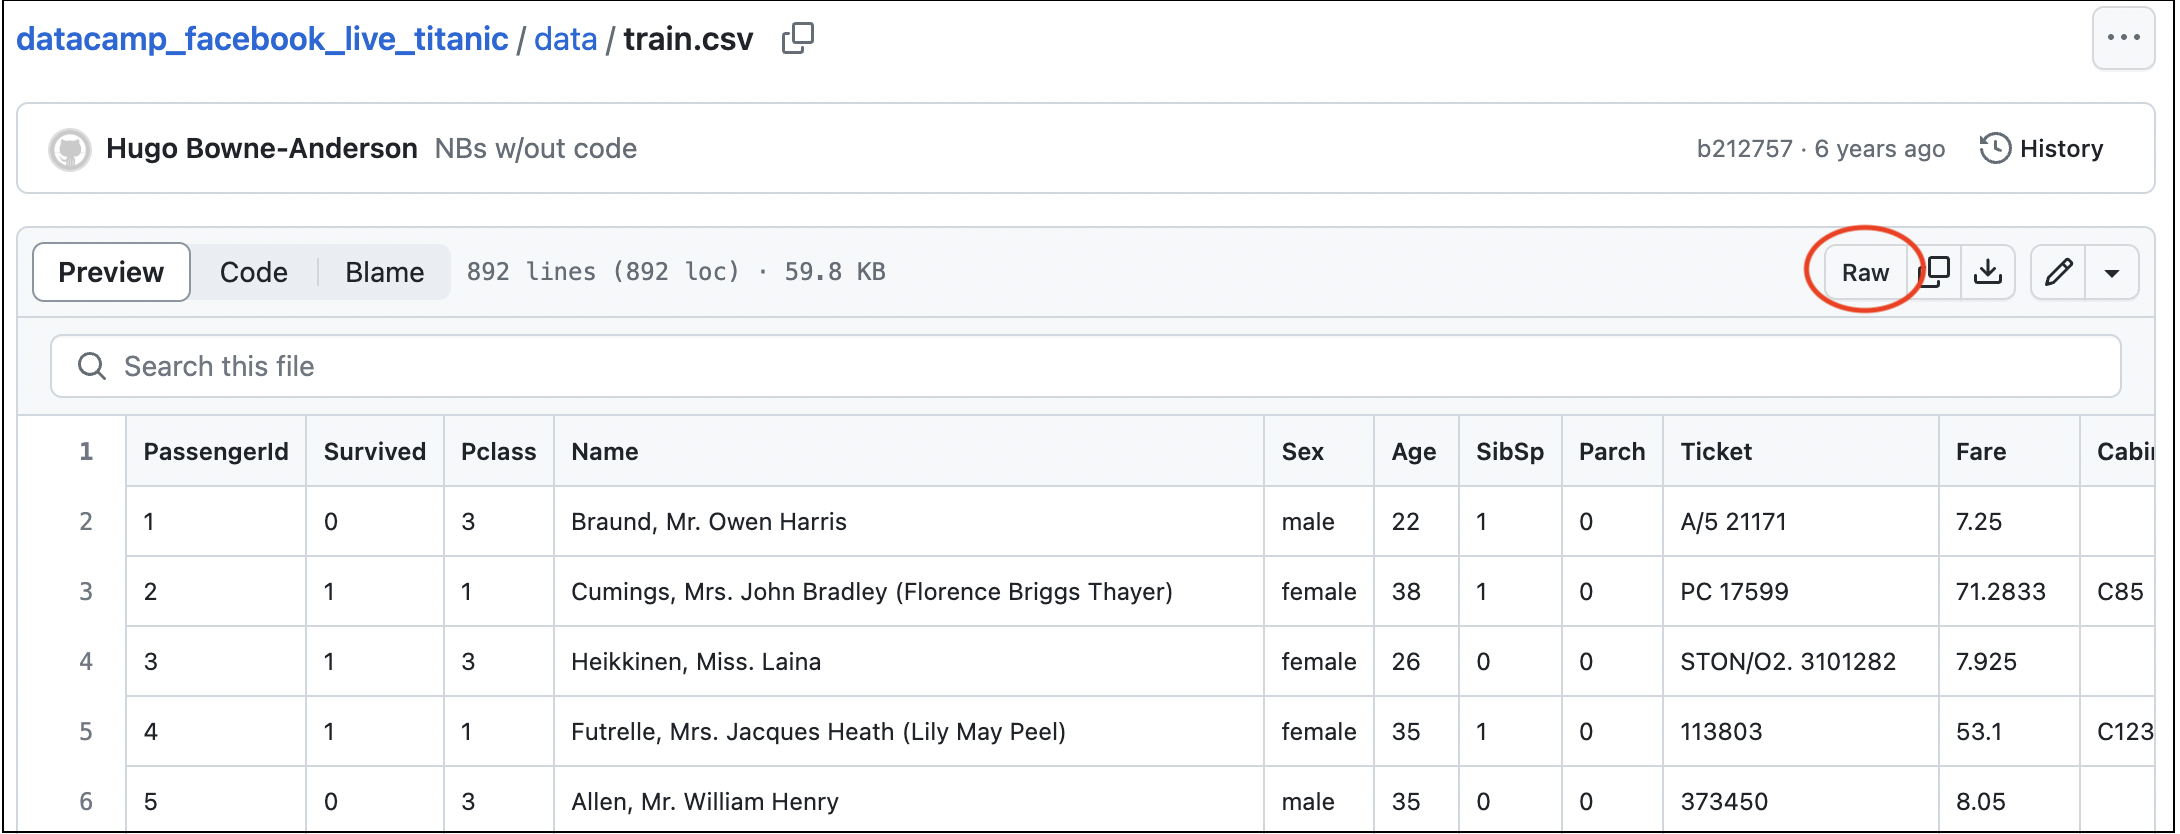 datacamp_facebook_live_titanic / data / train.csv
Hugo Bowne-Anderson NBs w/out code b212757 · 6 years ago History
Preview Code Blame 892 lines (892 loc) · 59.8 KB Raw
Search this file
1 PassengerId Survived Pclass Name Sex Age SibSp Parch Ticket Fare Cabi
2 1 0 3 Braund, Mr. Owen Harris male 22 1 0 A/5 21171 7.25
3 2 1 1 Cumings, Mrs. John Bradley (Florence Briggs Thayer) female 38 1 0 PC 17599 71.2833 C85
4 3 1 3 Heikkinen, Miss. Laina female 26 0 0 STON/O2. 3101282 7.925
5 4 1 1 Futrelle, Mrs. Jacques Heath (Lily May Peel) female 35 1 0 113803 53.1 C123
6 5 0 3 Allen, Mr. William Henry male 35 0 0 373450 8.05